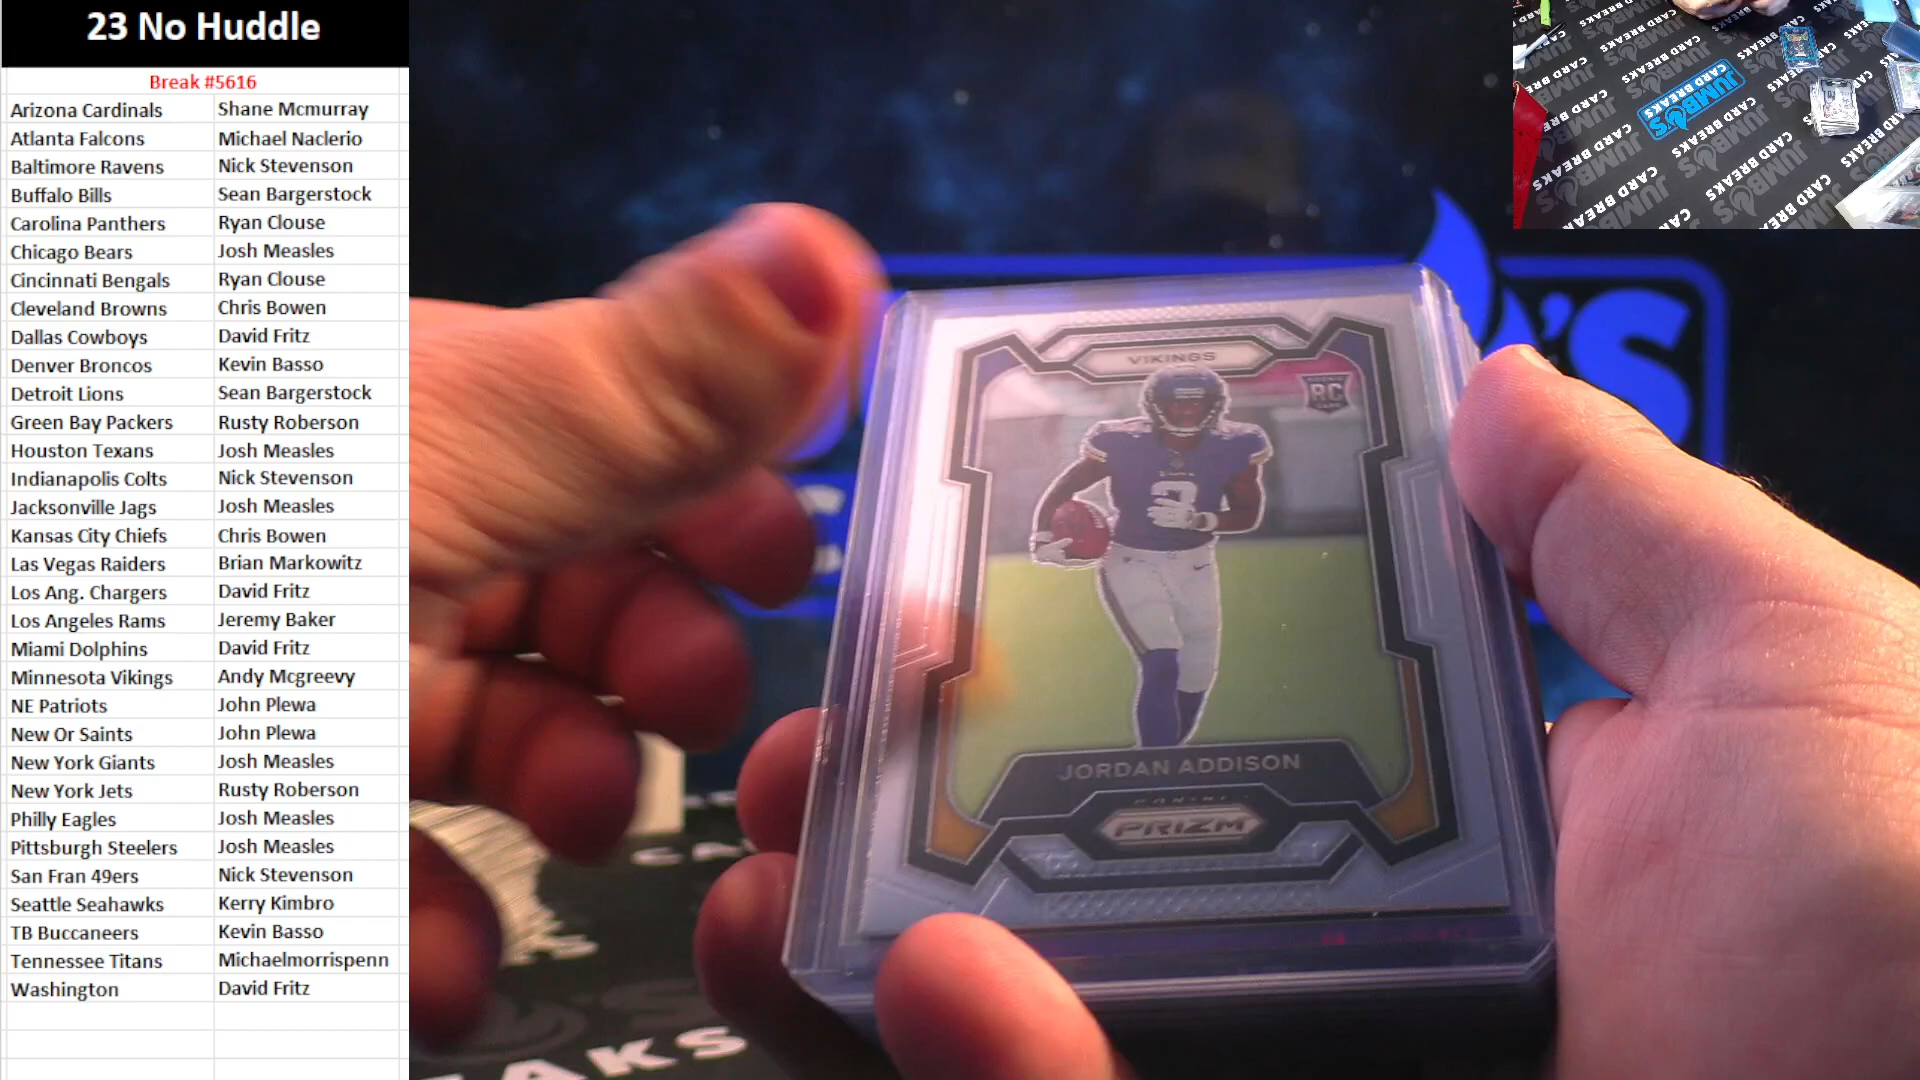 23 No Huddle
Break #5616
Arizona Cardinals Shane Mcmurray
Atlanta Falcons Michael Naclerio
Baltimore Ravens Nick Stevenson
Buffalo Bills Sean Bargerstock
Carolina Panthers Ryan Clouse
Chicago Bears Josh Measles
Cincinnati Bengals Ryan Clouse
Cleveland Browns Chris Bowen
Dallas Cowboys David Fritz
Denver Broncos Kevin Basso
Detroit Lions Sean Bargerstock
Green Bay Packers Rusty Roberson
Houston Texans Josh Measles
Indianapolis Colts Nick Stevenson
Jacksonville Jags Josh Measles
Kansas City Chiefs Chris Bowen
Las Vegas Raiders Brian Markowitz
Los Ang. Chargers David Fritz
Los Angeles Rams Jeremy Baker
Miami Dolphins David Fritz
Minnesota Vikings Andy Mcgreevy
NE Patriots John Plewa
New Or Saints John Plewa
New York Giants Josh Measles
New York Jets Rusty Roberson
Philly Eagles Josh Measles
Pittsburgh Steelers Josh Measles
San Fran 49ers Nick Stevenson
Seattle Seahawks Kerry Kimbro
TB Buccaneers Kevin Basso
Tennessee Titans Michaelmorrispenn
Washington David Fritz
VIKINGS
RC
3
JORDAN ADDISON
PANINI
PRIZM
JUMBO'S
CARD BREAKS